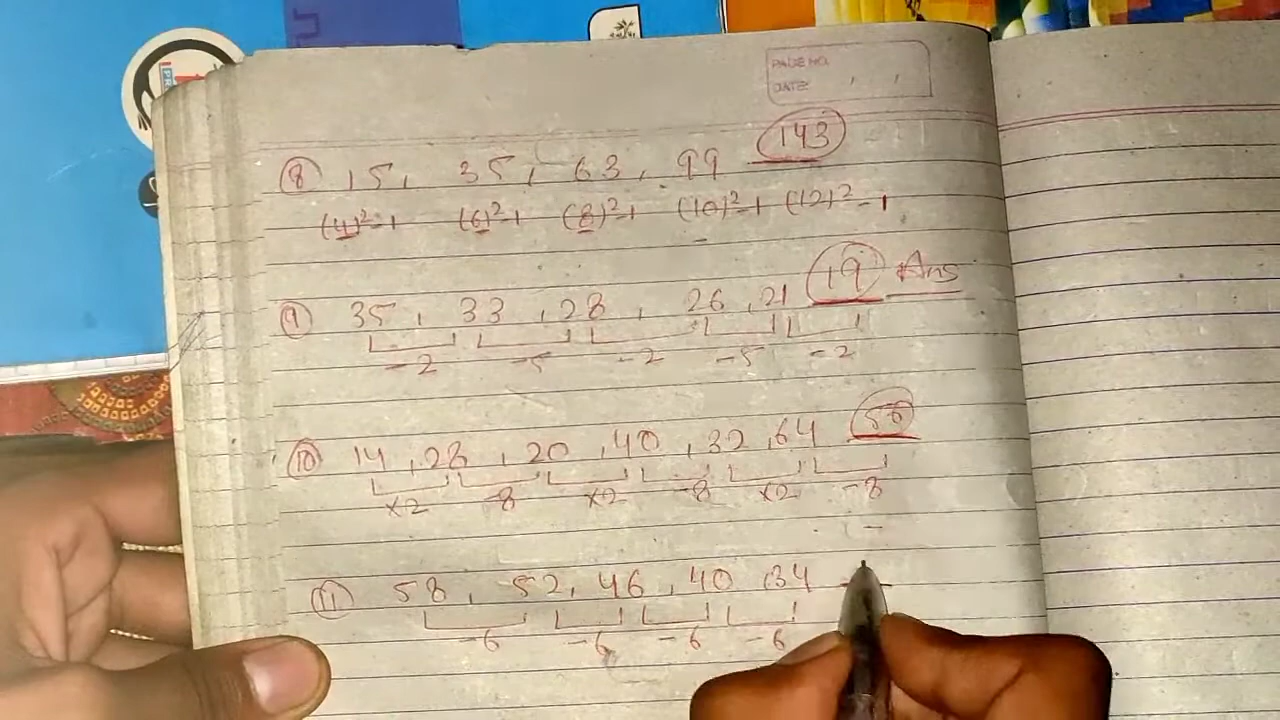 PAGE NO.
DATE: , ,
(8) 15, 35, 63, 99 143
(4)²-1 (6)²-1 (8)²-1 (10)²-1 (12)²-1
(9) 35, 33, 28, 26, 21 19 Ans
-2 -5 -2 -5 -2
(10) 14, 28, 20, 40, 32, 64 56
×2 -8 ×2 -8 ×2 -8
(11) 58, 52, 46, 40, 34
-6 -6 -6 -6